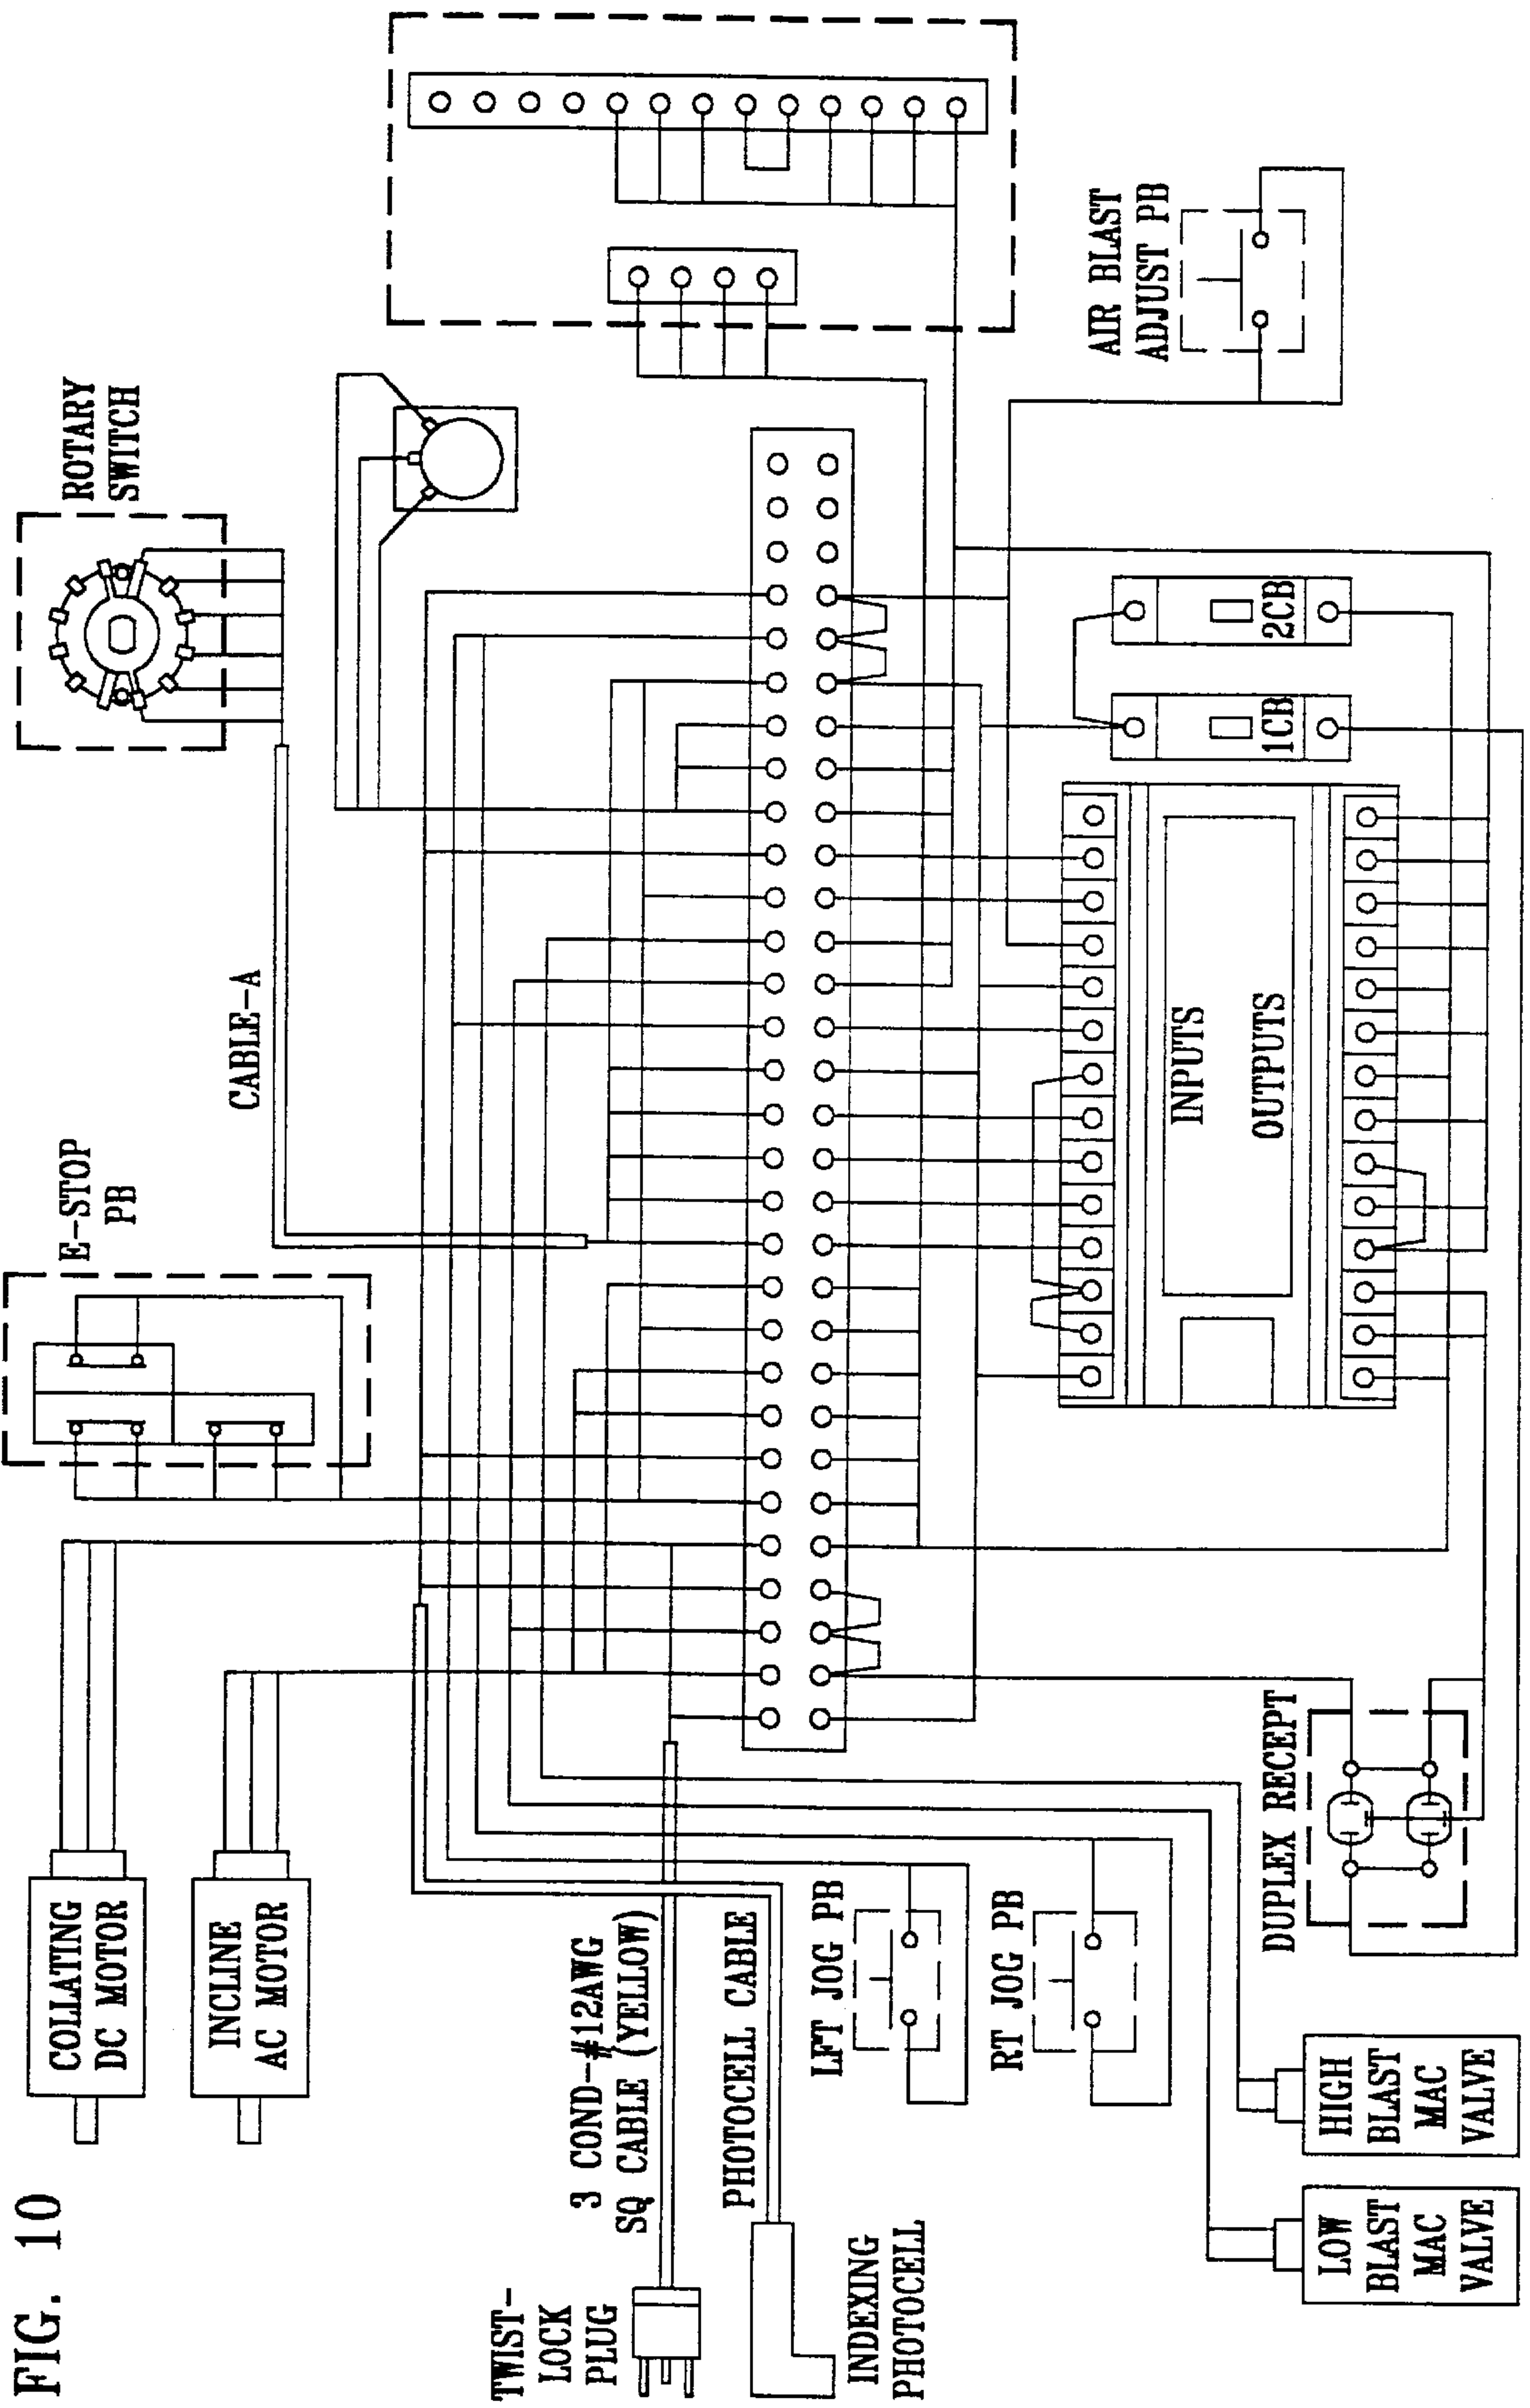 FIG. 10
COLLATING
DC MOTOR
INCLINE
AC MOTOR
E-STOP
PB
CABLE-A
ROTARY
SWITCH
TWIST-
LOCK
PLUG
3 COND-#12AWG
SQ CABLE (YELLOW)
PHOTOCELL CABLE
INDEXING
PHOTOCELL
LFT JOG PB
RT JOG PB
LOW
BLAST
MAC
VALVE
HIGH
BLAST
MAC
VALVE
DUPLEX RECEPT
INPUTS
OUTPUTS
1CB
2CB
AIR BLAST
ADJUST PB